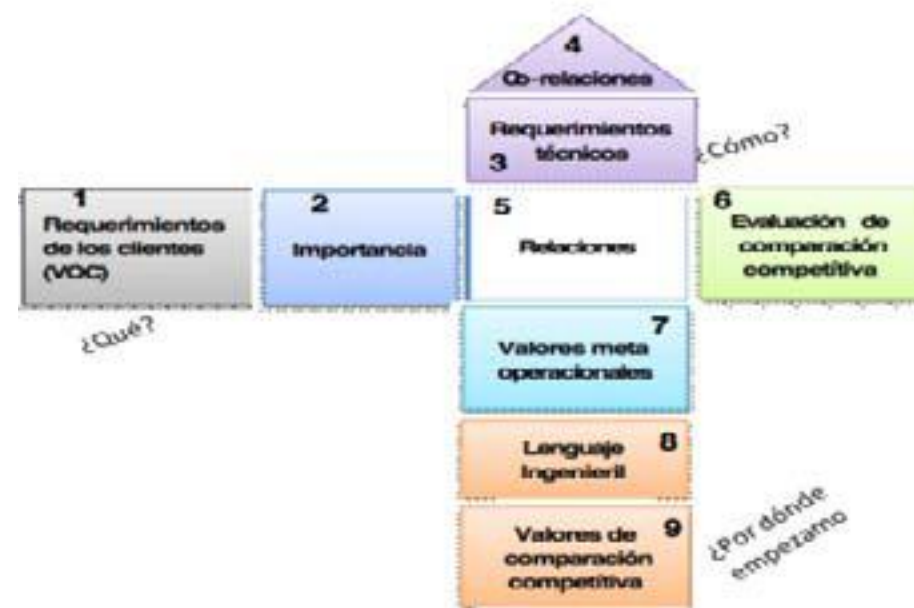 4
Co-relaciones
Requerimientos
técnicos
3
¿Cómo?
1
Requerimientos
de los clientes
(VOC)
¿Qué?
2
Importancia
5
Relaciones
6
Evaluación de
comparación
competitiva
7
Valores meta
operacionales
8
Lenguaje
Ingenieril
9
Valores de
comparación
competitiva
¿Por dónde
empezamo